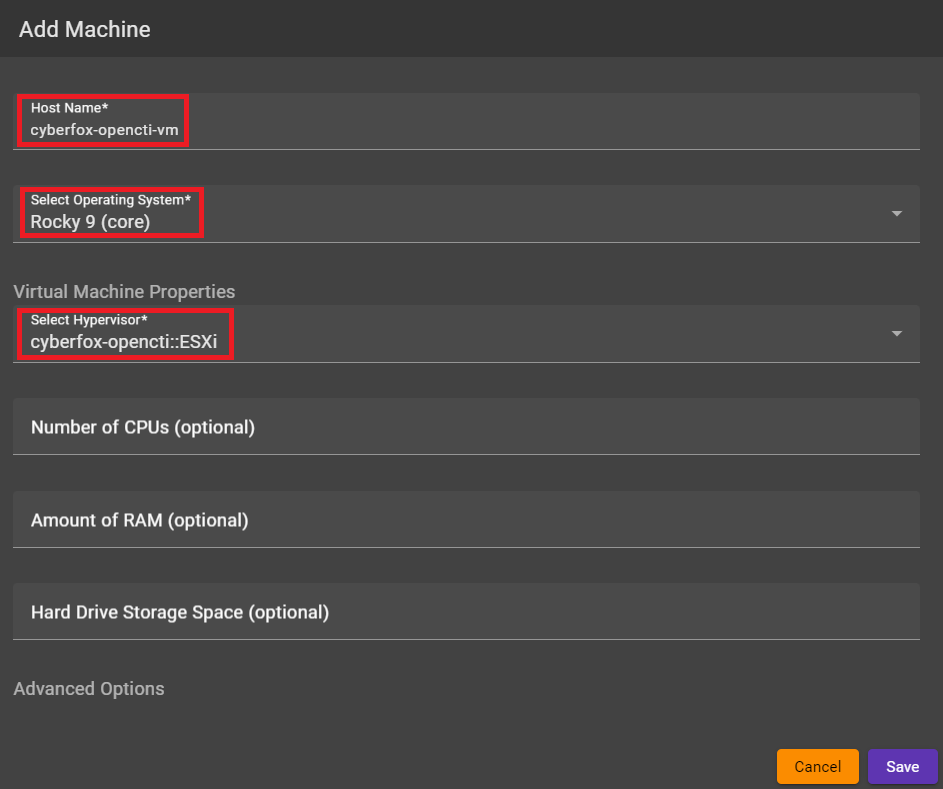 Add Machine
Host Name*
cyberfox-opencti-vm
Select Operating System*
Rocky 9 (core)
Virtual Machine Properties
Select Hypervisor*
cyberfox-opencti::ESXi
Number of CPUs (optional)
Amount of RAM (optional)
Hard Drive Storage Space (optional)
Advanced Options
Cancel Save